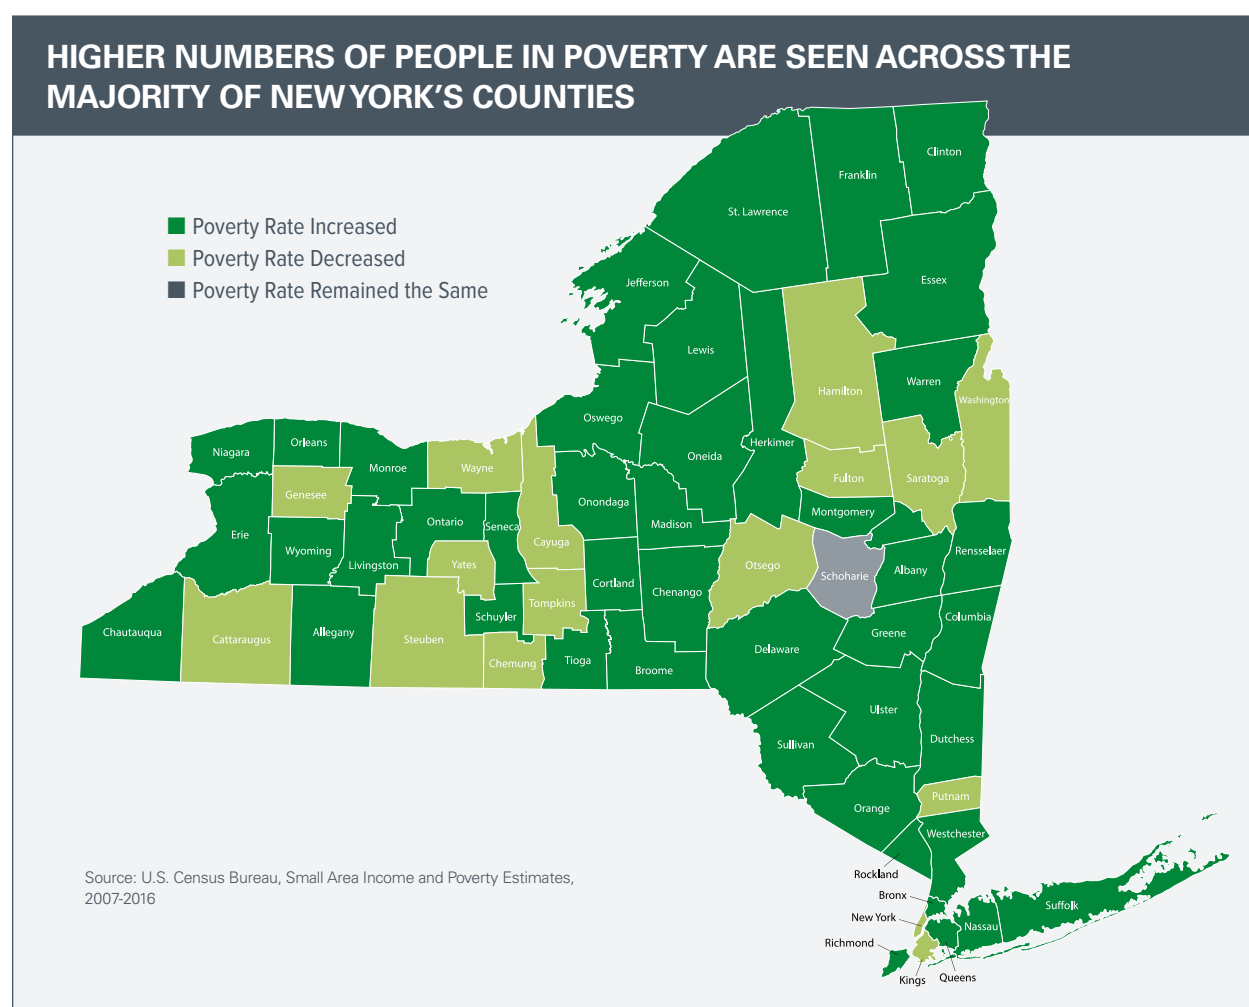 HIGHER NUMBERS OF PEOPLE IN POVERTY ARE SEEN ACROSS THE
MAJORITY OF NEW YORK'S COUNTIES
Poverty Rate Increased
Poverty Rate Decreased
Poverty Rate Remained the Same
Clinton
Franklin
St. Lawrence
Essex
Jefferson
Lewis
Warren
Hamilton
Washington
Oswego
Herkimer
Orleans
Niagara
Oneida
Monroe
Wayne
Fulton
Saratoga
Genesee
Onondaga
Montgomery
Ontario
Seneca
Madison
Erie
Cayuga
Wyoming
Rensselaer
Livingston
Yates
Otsego
Albany
Schoharie
Cortland
Chenango
Tompkins
Schuyler
Columbia
Chautauqua
Allegany
Greene
Cattaraugus
Steuben
Delaware
Chemung
Tioga
Broome
Ulster
Dutchess
Sullivan
Putnam
Orange
Westchester
Rockland
Source: U.S. Census Bureau, Small Area Income and Poverty Estimates,
2007-2016
Bronx
Suffolk
New York
Nassau
Richmond
Kings
Queens